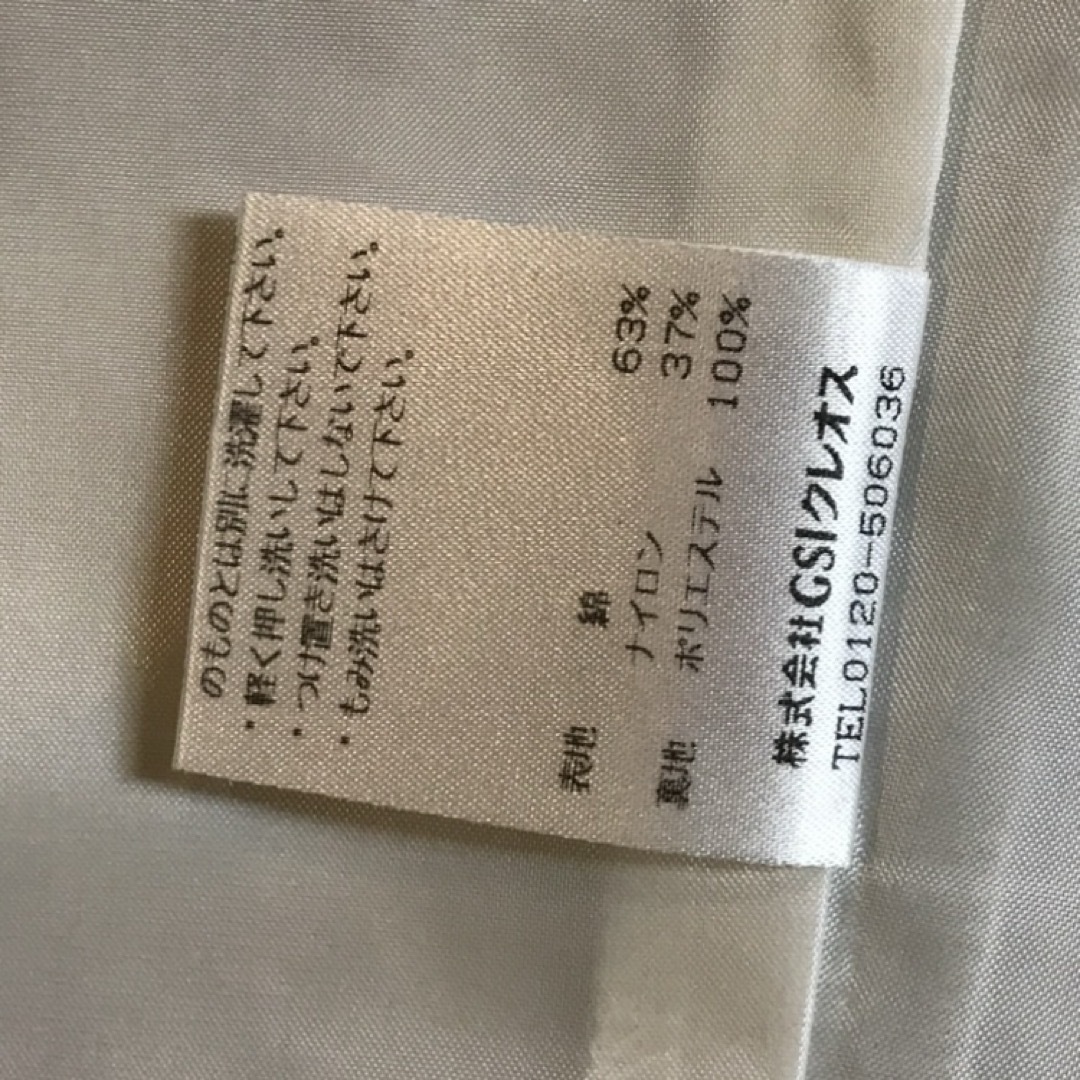 のものとは別に洗濯して下さい。
・軽く押し洗いして下さい。
・つけ置き洗いはしないで下さい。
・もみ洗いはさけて下さい。
表地 綿 63%
ナイロン 37%
裏地 ポリエステル 100%
株式会社GSIクレオス
TEL0120-506036